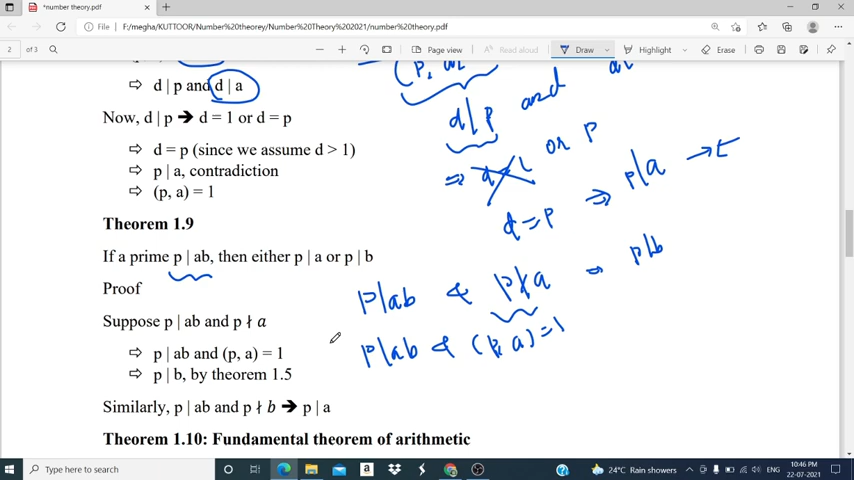 *number theory.pdf
File | F:/megha/KUTTOOR/Number%20theorey/Number%20Theory%202021/number%20theory.pdf
2 of 3
Page view
Read aloud
Draw
Highlight
Erase
⇨ d | p and d | a
Now, d | p ➔ d = 1 or d = p
⇨ d = p (since we assume d > 1)
⇨ p | a, contradiction
⇨ (p, a) = 1
Theorem 1.9
If a prime p | ab, then either p | a or p | b
Proof
Suppose p | ab and p ∤ a
⇨ p | ab and (p, a) = 1
⇨ p | b, by theorem 1.5
Similarly, p | ab and p ∤ b ➔ p | a
Theorem 1.10: Fundamental theorem of arithmetic
d | p and
or p
d = p ⇒ p | a
p | ab & p ∤ a ⇒ p | b
p | ab & (p, a) = 1
Type here to search
24°C Rain showers
ENG
10:46 PM
22-07-2021